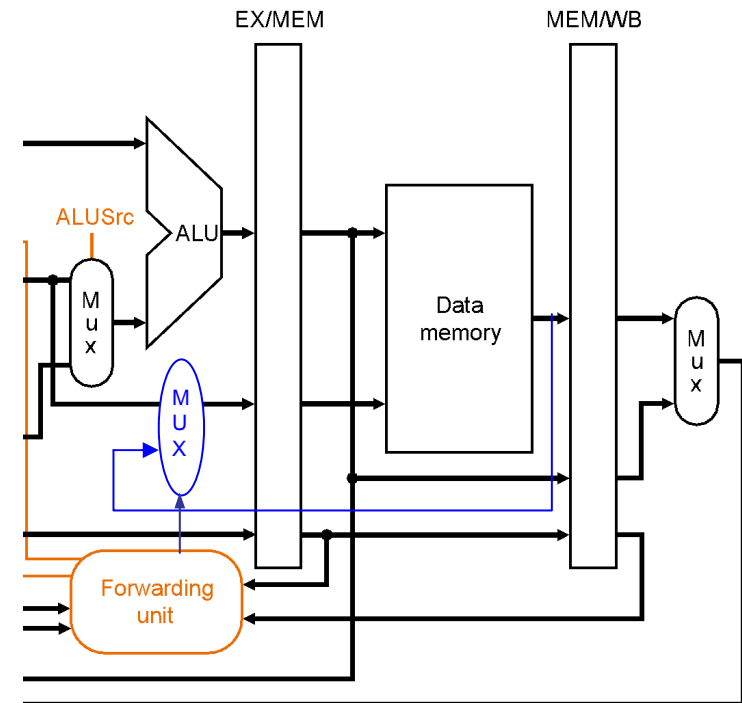 EX/MEM
MEM/WB
ALUSrc
ALU
M
u
x
Data
memory
M
u
x
M
U
X
Forwarding
unit